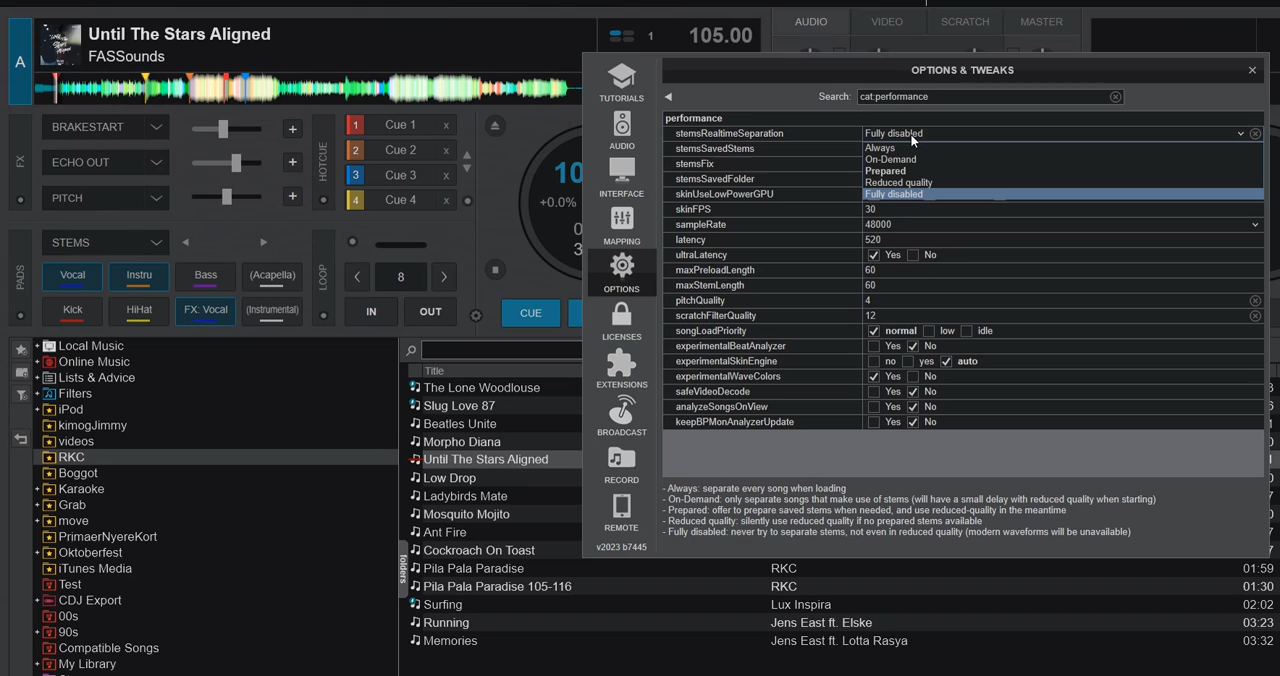 A
Until The Stars Aligned
FASSounds
1
105.00
AUDIO
VIDEO
SCRATCH
MASTER
FX
BRAKESTART
+
ECHO OUT
+
PITCH
+
HOTCUE
1 Cue 1 x
2 Cue 2 x
3 Cue 3 x
4 Cue 4 x
10
+0.0%
PADS
STEMS
Vocal
Instru
Bass
(Acapella)
Kick
HiHat
FX: Vocal
(Instrumental)
LOOP
8
IN
OUT
CUE
Local Music
Online Music
Lists & Advice
Filters
iPod
kimogJimmy
videos
RKC
Boggot
Karaoke
Grab
move
PrimaerNyereKort
Oktoberfest
iTunes Media
Test
CDJ Export
00s
90s
Compatible Songs
My Library
folders
Title
The Lone Woodlouse
Slug Love 87
Beatles Unite
Morpho Diana
Until The Stars Aligned
Low Drop
Ladybirds Mate
Mosquito Mojito
Ant Fire
Cockroach On Toast
Pila Pala Paradise RKC 01:59
Pila Pala Paradise 105-116 RKC 01:30
Surfing Lux Inspira 02:02
Running Jens East ft. Elske 03:23
Memories Jens East ft. Lotta Rasya 03:32
TUTORIALS
AUDIO
INTERFACE
MAPPING
OPTIONS
LICENSES
EXTENSIONS
BROADCAST
RECORD
REMOTE
v2023 b7445
OPTIONS & TWEAKS
Search: cat:performance
performance
stemsRealtimeSeparation Fully disabled
stemsSavedStems Always
On-Demand
stemsFix Prepared
stemsSavedFolder Reduced quality
skinUseLowPowerGPU Fully disabled
skinFPS 30
sampleRate 48000
latency 520
ultraLatency Yes No
maxPreloadLength 60
maxStemLength 60
pitchQuality 4
scratchFilterQuality 12
songLoadPriority normal low idle
experimentalBeatAnalyzer Yes No
experimentalSkinEngine no yes auto
experimentalWaveColors Yes No
safeVideoDecode Yes No
analyzeSongsOnView Yes No
keepBPMonAnalyzerUpdate Yes No
- Always: separate every song when loading
- On-Demand: only separate songs that make use of stems (will have a small delay with reduced quality when starting)
- Prepared: offer to prepare saved stems when needed, and use reduced-quality in the meantime
- Reduced quality: silently use reduced quality if no prepared stems available
- Fully disabled: never try to separate stems, not even in reduced quality (modern waveforms will be unavailable)